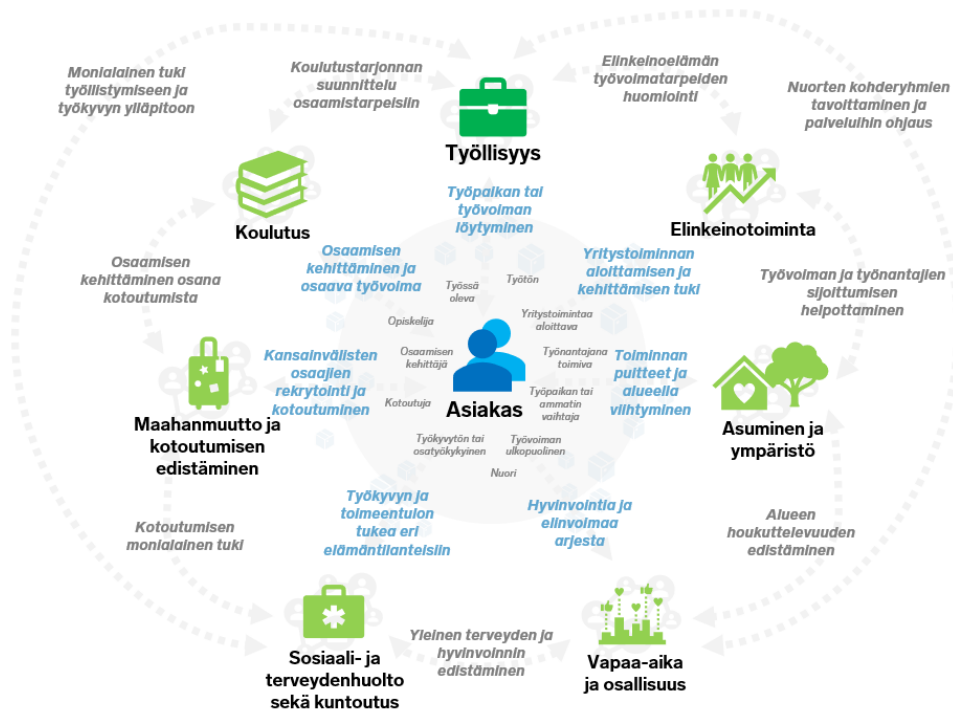 Monialainen tuki
työllistymiseen ja
työkyvyn ylläpitoon
Koulutustarjonnan
suunnittelu
osaamistarpeisiin
Elinkeinoelämän
työvoimatarpeiden
huomiointi
Nuorten kohderyhmien
tavoittaminen ja
palveluihin ohjaus
Työllisyys
Koulutus
Elinkeinotoiminta
Työpaikan tai
työvoiman
löytyminen
Osaamisen
kehittäminen osana
kotoutumista
Osaamisen
kehittäminen ja
osaava työvoima
Yritystoiminnan
aloittamisen ja
kehittämisen tuki
Työvoiman ja työnantajien
sijoittumisen
helpottaminen
Työssä
oleva
Työtön
Opiskelija
Yritystoimintaa
aloittava
Osaamisen
kehittäjä
Työnantajana
toimiva
Kotoutuja
Asiakas
Työpaikan tai
ammatin
vaihtaja
Työkyvytön tai
osatyökykyinen
Työvoiman
ulkopuolinen
Nuori
Maahanmuutto ja
kotoutumisen
edistäminen
Kansainvälisten
osaajien
rekrytointi ja
kotoutuminen
Toiminnan
puitteet ja
alueella
viihtyminen
Asuminen ja
ympäristö
Kotoutumisen
monialainen tuki
Työkyvyn ja
toimeentulon
tukea eri
elämäntilanteisiin
Hyvinvointia ja
elinvoimaa
arjesta
Alueen
houkuttelevuuden
edistäminen
Sosiaali- ja
terveydenhuolto
sekä kuntoutus
Yleinen terveyden ja
hyvinvoinnin
edistäminen
Vapaa-aika
ja osallisuus